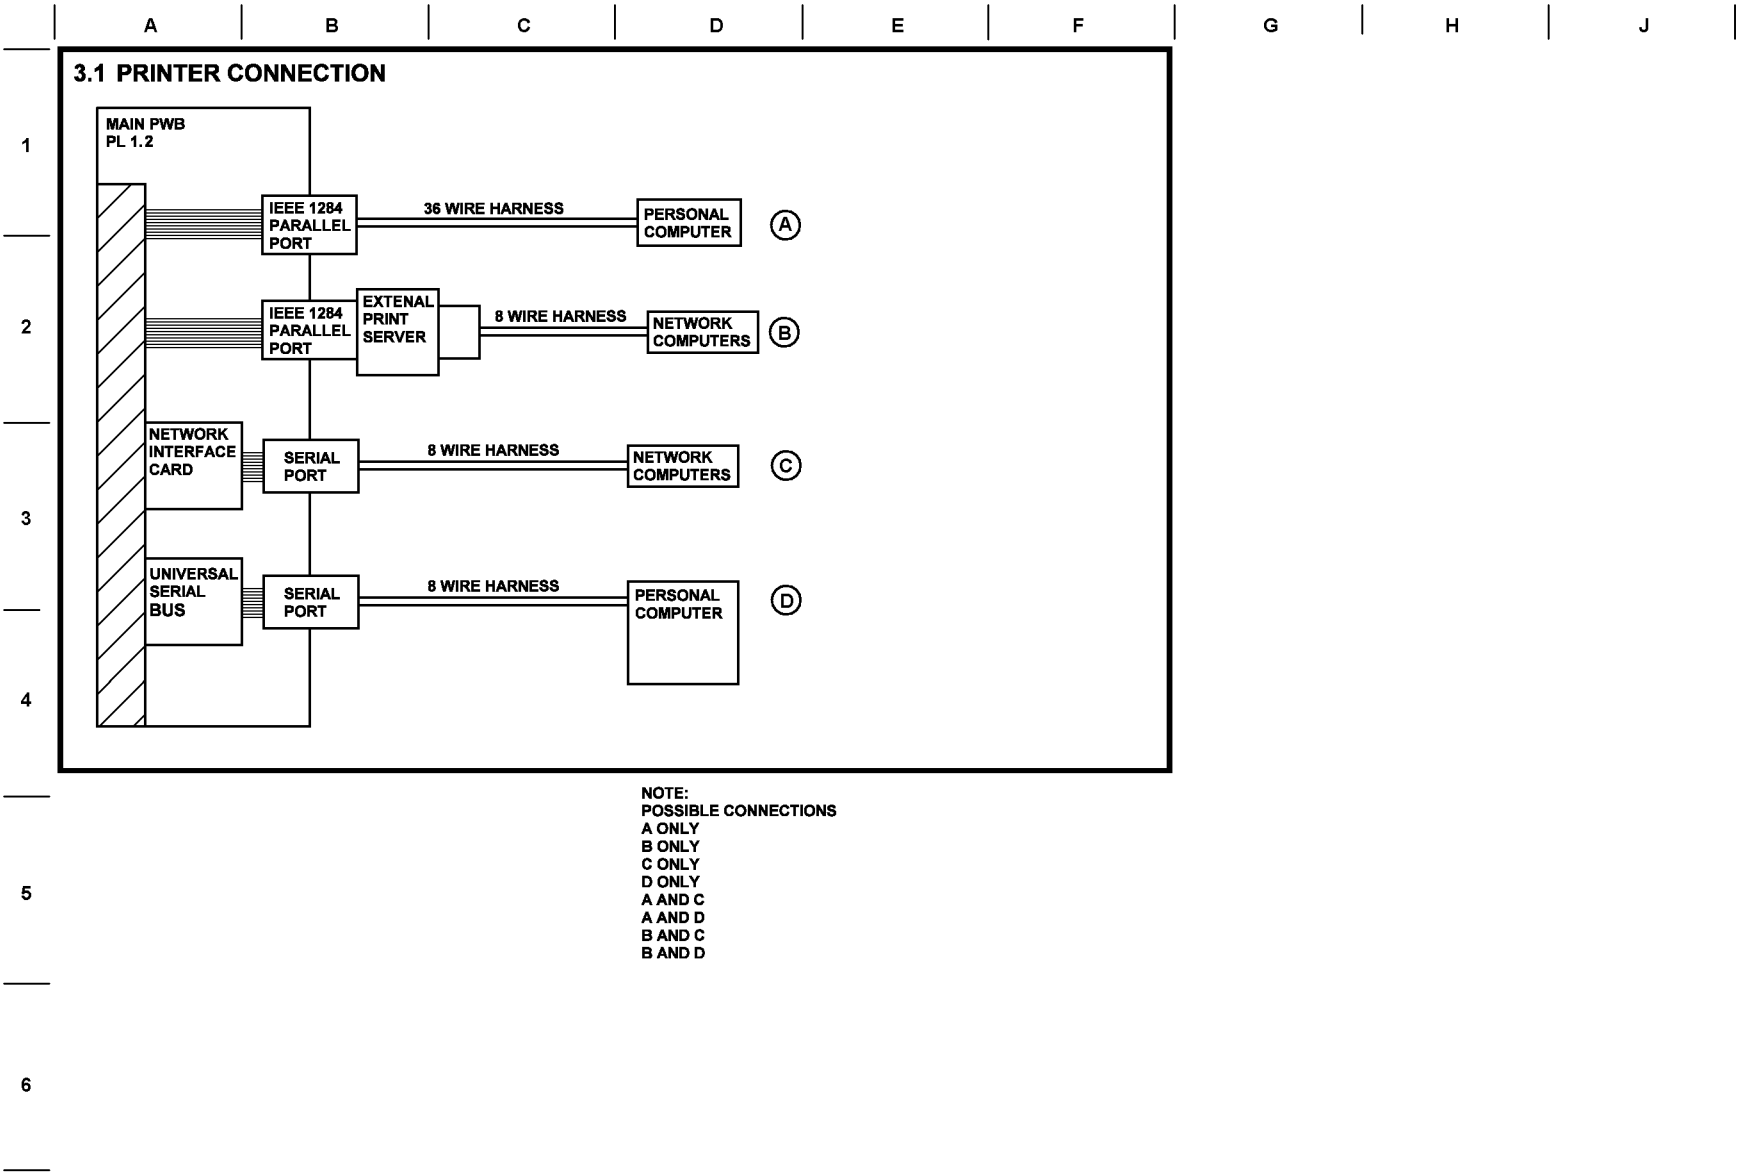 A B C D E F G H J
3.1 PRINTER CONNECTION
MAIN PWB
PL 1.2
1
IEEE 1284
PARALLEL
PORT
36 WIRE HARNESS
PERSONAL
COMPUTER
A
2
IEEE 1284
PARALLEL
PORT
EXTENAL
PRINT
SERVER
8 WIRE HARNESS
NETWORK
COMPUTERS
B
NETWORK
INTERFACE
CARD
SERIAL
PORT
8 WIRE HARNESS
NETWORK
COMPUTERS
C
3
UNIVERSAL
SERIAL
BUS
SERIAL
PORT
8 WIRE HARNESS
PERSONAL
COMPUTER
D
4
NOTE:
POSSIBLE CONNECTIONS
A ONLY
B ONLY
C ONLY
D ONLY
A AND C
A AND D
B AND C
B AND D
5
6